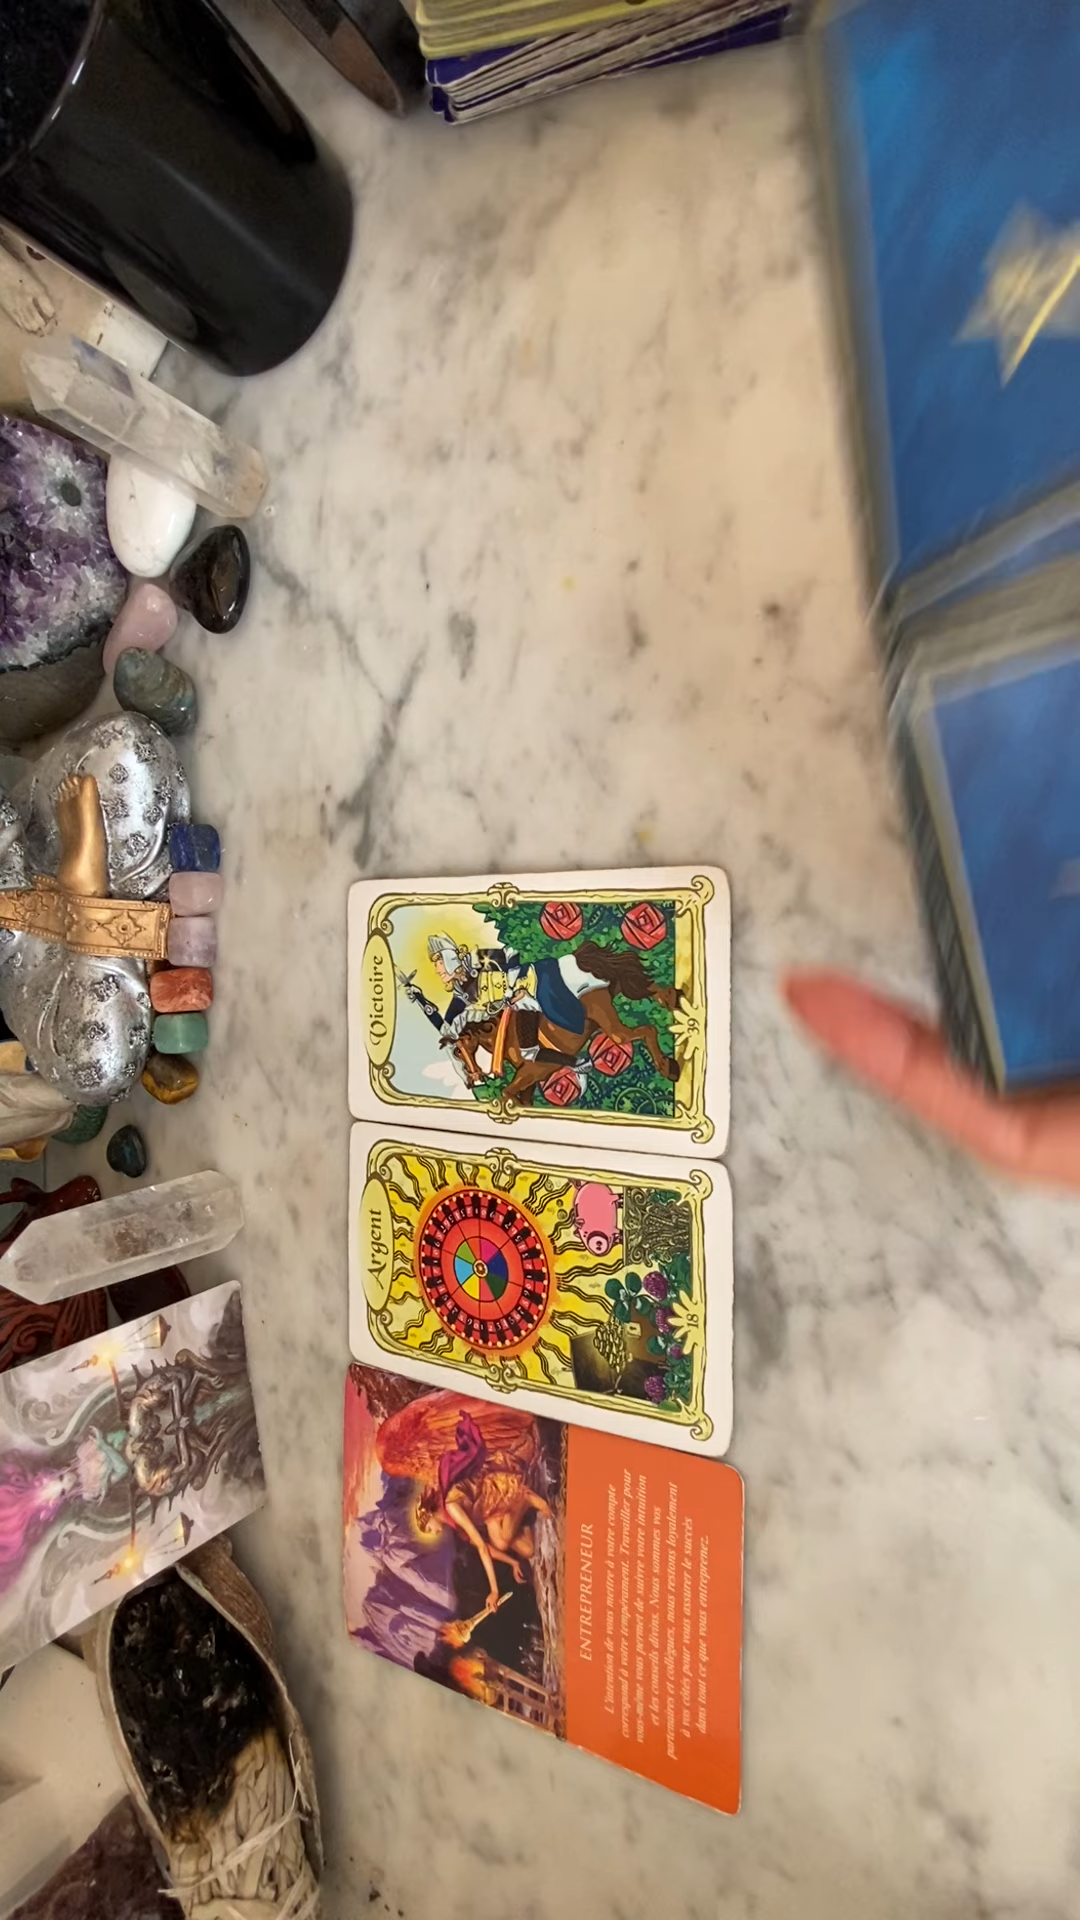 Victoire
39
Argent
18
ENTREPRENEUR
L'intention de vous mettre à votre compte
correspond à votre tempérament. Travailler pour
vous-même vous permet de suivre votre intuition
et les conseils divins. Nous sommes vos
partenaires et collègues, nous restons loyalement
à vos côtés pour vous assurer le succès
dans tout ce que vous entreprenez.